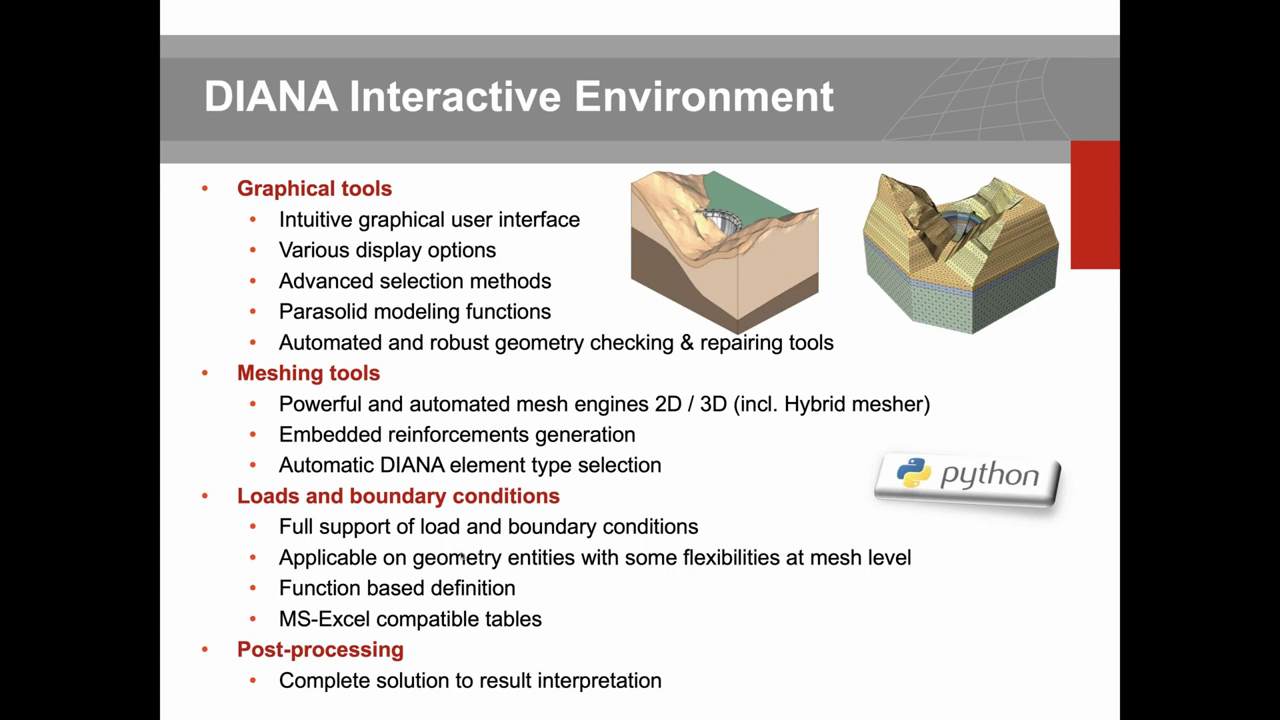 DIANA Interactive Environment
• Graphical tools
• Intuitive graphical user interface
• Various display options
• Advanced selection methods
• Parasolid modeling functions
• Automated and robust geometry checking & repairing tools
• Meshing tools
• Powerful and automated mesh engines 2D / 3D (incl. Hybrid mesher)
• Embedded reinforcements generation
• Automatic DIANA element type selection
python
• Loads and boundary conditions
• Full support of load and boundary conditions
• Applicable on geometry entities with some flexibilities at mesh level
• Function based definition
• MS-Excel compatible tables
• Post-processing
• Complete solution to result interpretation